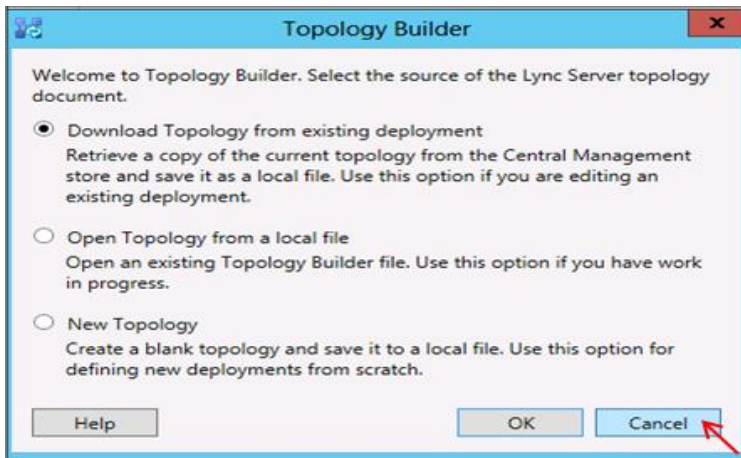 Topology Builder
x
Welcome to Topology Builder. Select the source of the Lync Server topology
document.
Download Topology from existing deployment
Retrieve a copy of the current topology from the Central Management
store and save it as a local file. Use this option if you are editing an
existing deployment.
Open Topology from a local file
Open an existing Topology Builder file. Use this option if you have work
in progress.
New Topology
Create a blank topology and save it to a local file. Use this option for
defining new deployments from scratch.
Help
OK
Cancel